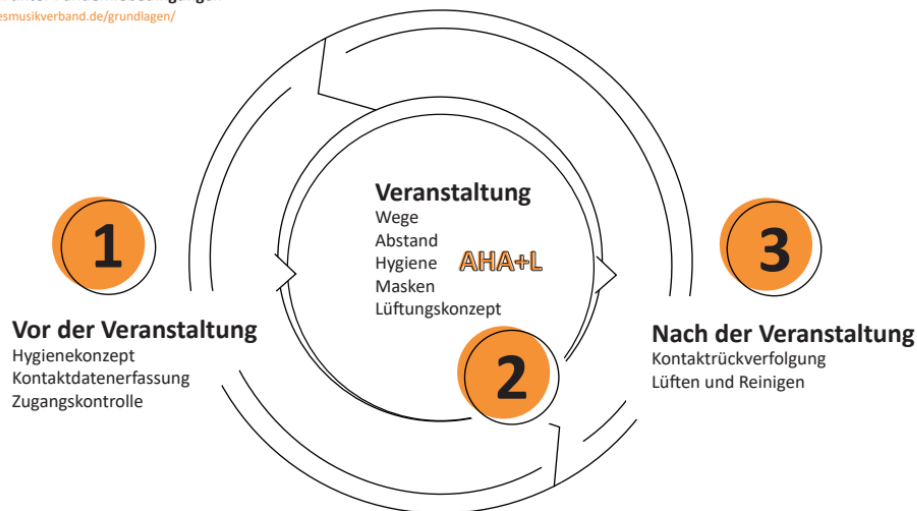 esmusikverband.de/grundlagen/
1
Vor der Veranstaltung
Hygienekonzept
Kontaktdatenerfassung
Zugangskontrolle
Veranstaltung
Wege
Abstand
Hygiene AHA+L
Masken
Lüftungskonzept
2
3
Nach der Veranstaltung
Kontaktrückverfolgung
Lüften und Reinigen